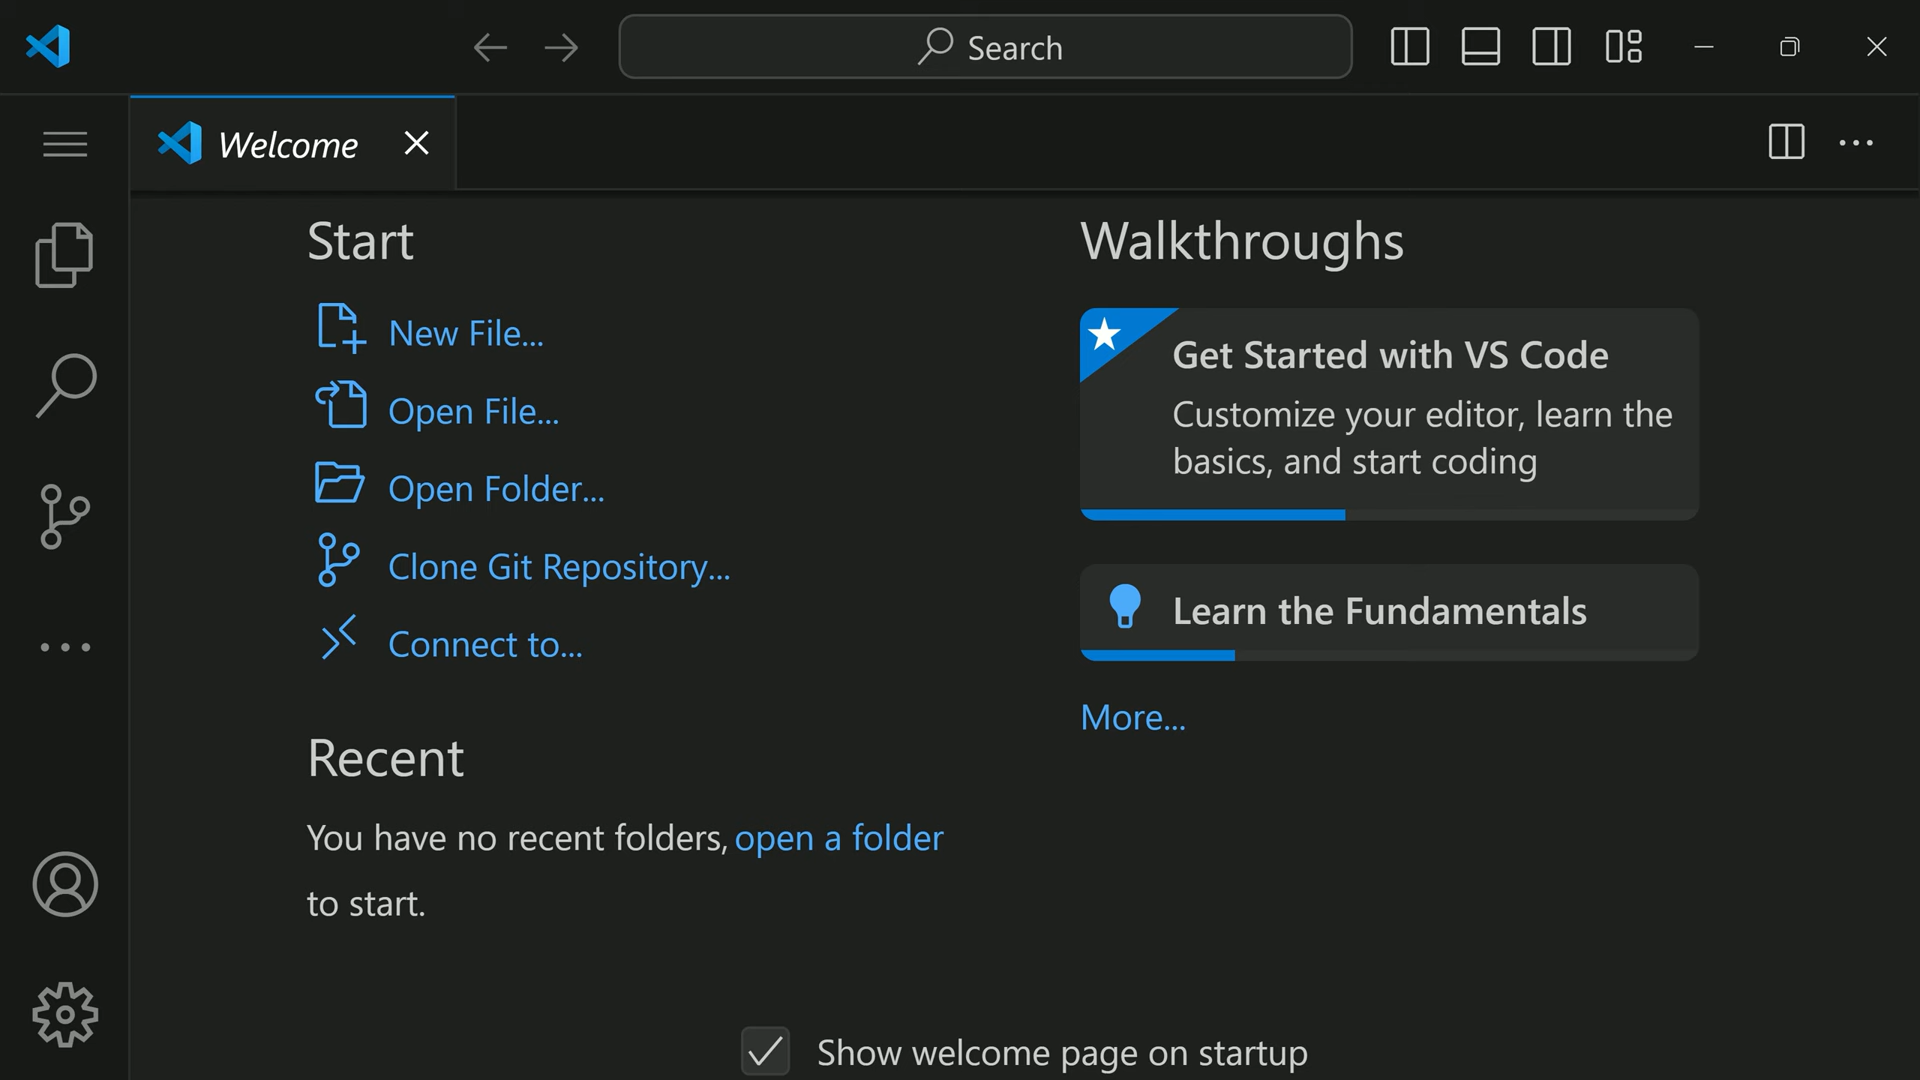 Search
Welcome
Start
New File...
Open File...
Open Folder...
Clone Git Repository...
Connect to...
Recent
You have no recent folders, open a folder
to start.
Walkthroughs
Get Started with VS Code
Customize your editor, learn the
basics, and start coding
Learn the Fundamentals
More...
Show welcome page on startup